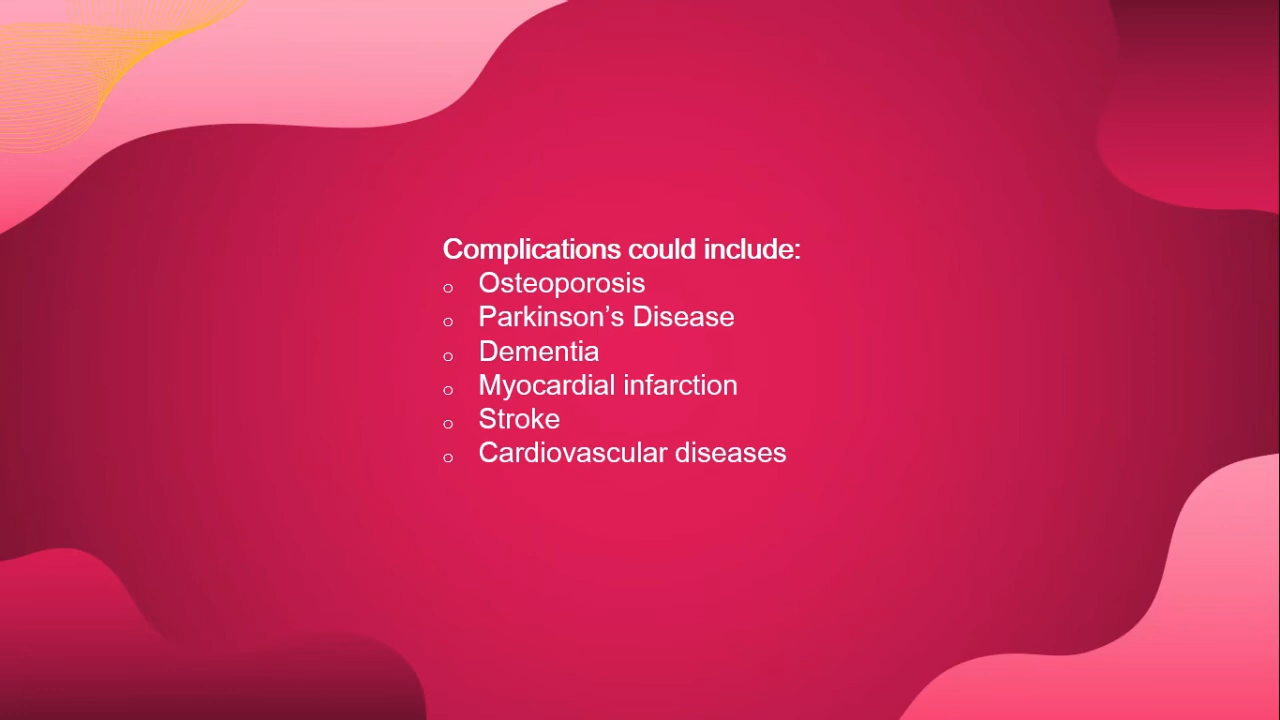 Complications could include:
○ Osteoporosis
○ Parkinson’s Disease
○ Dementia
○ Myocardial infarction
○ Stroke
○ Cardiovascular diseases